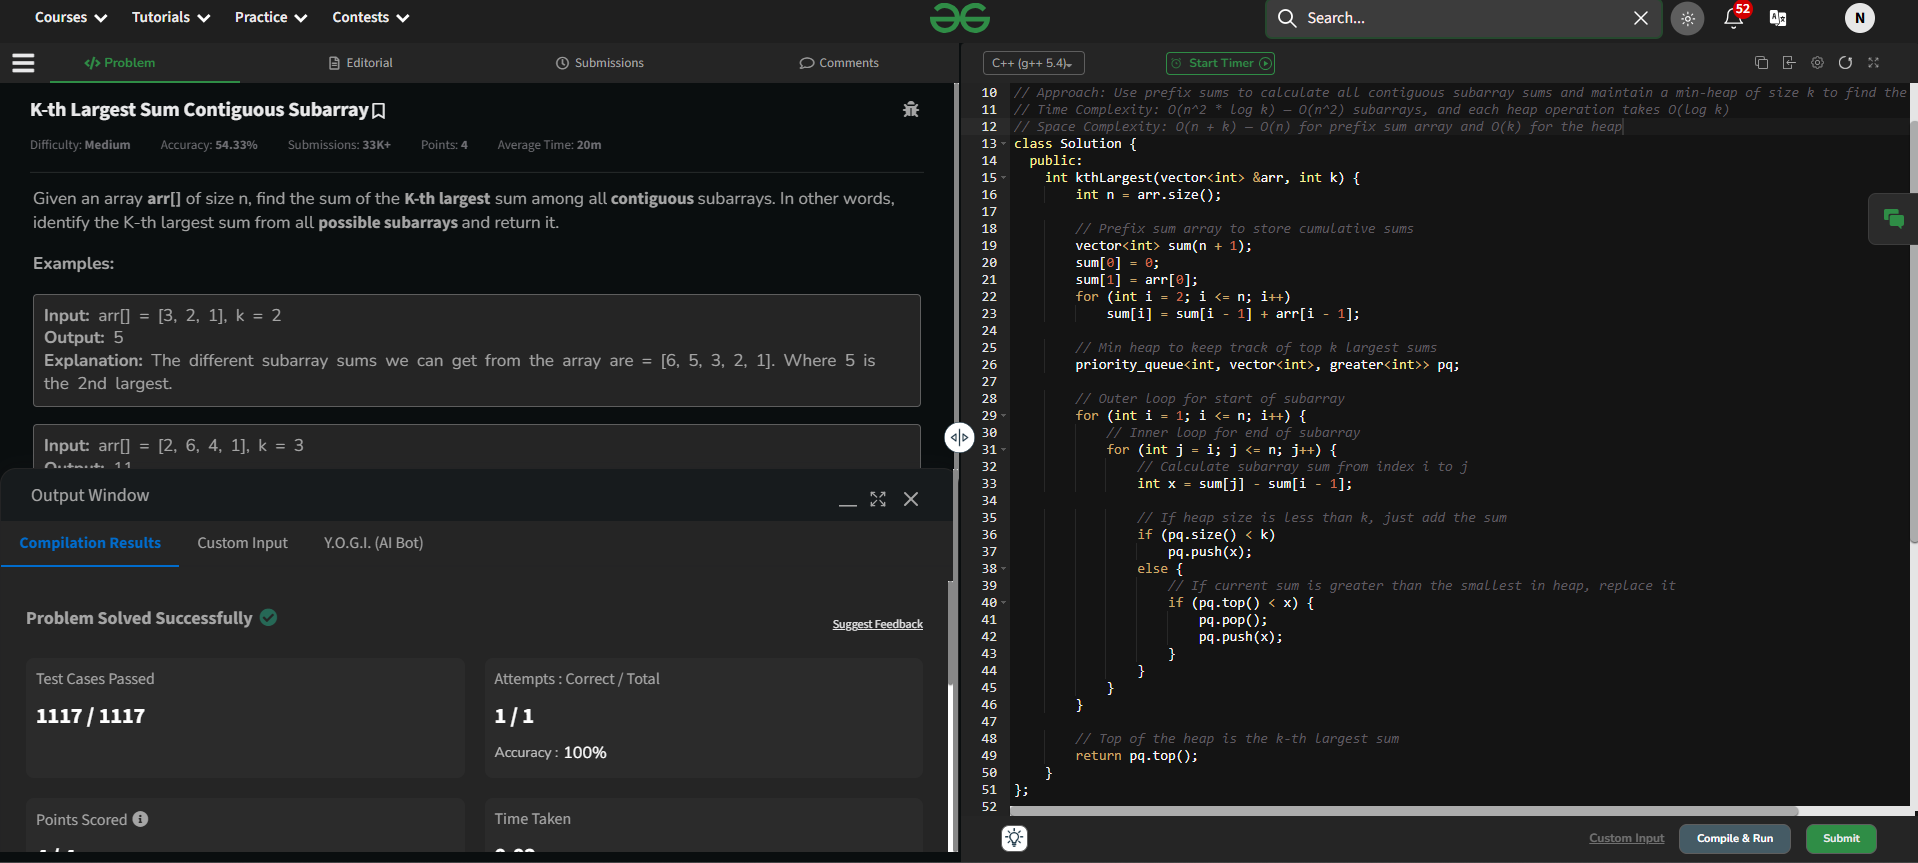 Courses
Tutorials
Practice
Contests
Search...
52
N
Problem
Editorial
Submissions
Comments
K-th Largest Sum Contiguous Subarray
Difficulty: Medium Accuracy: 54.33% Submissions: 33K+ Points: 4 Average Time: 20m
Given an array arr[] of size n, find the sum of the K-th largest sum among all contiguous subarrays. In other words,
identify the K-th largest sum from all possible subarrays and return it.
Examples:
Input: arr[] = [3, 2, 1], k = 2
Output: 5
Explanation: The different subarray sums we can get from the array are = [6, 5, 3, 2, 1]. Where 5 is
the 2nd largest.
Input: arr[] = [2, 6, 4, 1], k = 3
Output: 11
Output Window
Compilation Results
Custom Input
Y.O.G.I. (AI Bot)
Problem Solved Successfully
Suggest Feedback
Test Cases Passed
1117 / 1117
Attempts : Correct / Total
1 / 1
Accuracy : 100%
Points Scored
Time Taken
C++ (g++ 5.4)
Start Timer
10 // Approach: Use prefix sums to calculate all contiguous subarray sums and maintain a min-heap of size k to find the
11 // Time Complexity: O(n^2 * log k) — O(n^2) subarrays, and each heap operation takes O(log k)
12 // Space Complexity: O(n + k) — O(n) for prefix sum array and O(k) for the heap
13 class Solution {
14 public:
15 int kthLargest(vector<int> &arr, int k) {
16 int n = arr.size();
17
18 // Prefix sum array to store cumulative sums
19 vector<int> sum(n + 1);
20 sum[0] = 0;
21 sum[1] = arr[0];
22 for (int i = 2; i <= n; i++)
23 sum[i] = sum[i - 1] + arr[i - 1];
24
25 // Min heap to keep track of top k largest sums
26 priority_queue<int, vector<int>, greater<int>> pq;
27
28 // Outer loop for start of subarray
29 for (int i = 1; i <= n; i++) {
30 // Inner loop for end of subarray
31 for (int j = i; j <= n; j++) {
32 // Calculate subarray sum from index i to j
33 int x = sum[j] - sum[i - 1];
34
35 // If heap size is less than k, just add the sum
36 if (pq.size() < k)
37 pq.push(x);
38 else {
39 // If current sum is greater than the smallest in heap, replace it
40 if (pq.top() < x) {
41 pq.pop();
42 pq.push(x);
43 }
44 }
45 }
46 }
47
48 // Top of the heap is the k-th largest sum
49 return pq.top();
50 }
51 };
52
Custom Input
Compile & Run
Submit